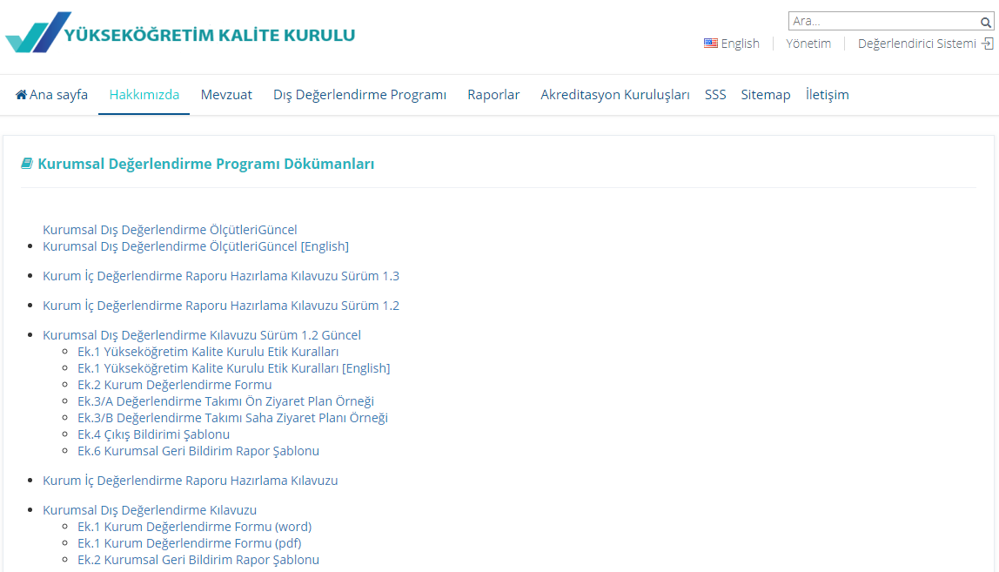 YÜKSEKÖĞRETİM KALİTE KURULU
Ara...
English
Yönetim
Değerlendirici Sistemi
Ana sayfa
Hakkımızda
Mevzuat
Dış Değerlendirme Programı
Raporlar
Akreditasyon Kuruluşları
SSS
Sitemap
İletişim
Kurumsal Değerlendirme Programı Dökümanları
Kurumsal Dış Değerlendirme ÖlçütleriGüncel
Kurumsal Dış Değerlendirme ÖlçütleriGüncel [English]
Kurum İç Değerlendirme Raporu Hazırlama Kılavuzu Sürüm 1.3
Kurum İç Değerlendirme Raporu Hazırlama Kılavuzu Sürüm 1.2
Kurumsal Dış Değerlendirme Kılavuzu Sürüm 1.2 Güncel
Ek.1 Yükseköğretim Kalite Kurulu Etik Kuralları
Ek.1 Yükseköğretim Kalite Kurulu Etik Kuralları [English]
Ek.2 Kurum Değerlendirme Formu
Ek.3/A Değerlendirme Takımı Ön Ziyaret Plan Örneği
Ek.3/B Değerlendirme Takımı Saha Ziyaret Planı Örneği
Ek.4 Çıkış Bildirimi Şablonu
Ek.6 Kurumsal Geri Bildirim Rapor Şablonu
Kurum İç Değerlendirme Raporu Hazırlama Kılavuzu
Kurumsal Dış Değerlendirme Kılavuzu
Ek.1 Kurum Değerlendirme Formu (word)
Ek.1 Kurum Değerlendirme Formu (pdf)
Ek.2 Kurumsal Geri Bildirim Rapor Şablonu